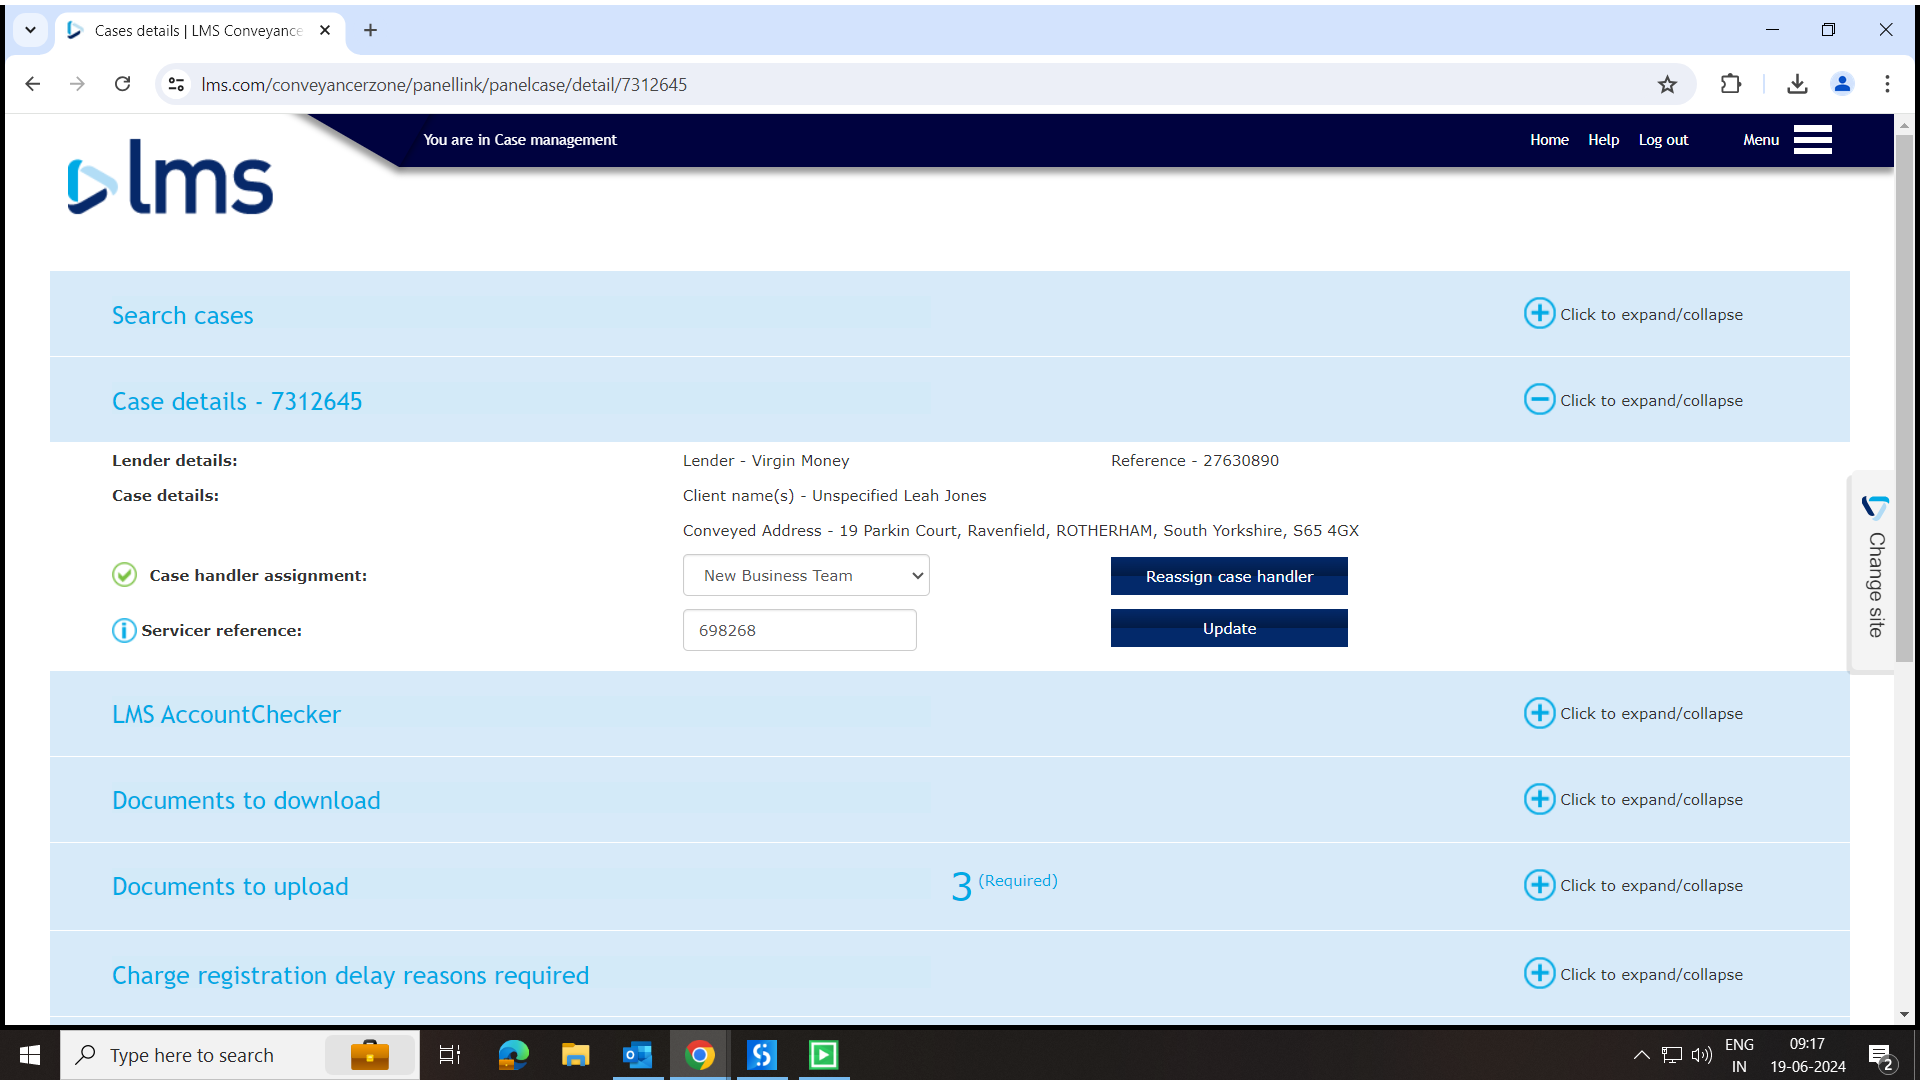 Cases details | LMS Conveyance
lms.com/conveyancerzone/panellink/panelcase/detail/7312645
You are in Case management
Home Help Log out Menu
lms
Search cases
Click to expand/collapse
Case details - 7312645
Click to expand/collapse
Lender details:
Lender - Virgin Money
Reference - 27630890
Case details:
Client name(s) - Unspecified Leah Jones
Conveyed Address - 19 Parkin Court, Ravenfield, ROTHERHAM, South Yorkshire, S65 4GX
Case handler assignment:
New Business Team
Reassign case handler
Servicer reference:
698268
Update
Change site
LMS AccountChecker
Click to expand/collapse
Documents to download
Click to expand/collapse
Documents to upload
3 (Required)
Click to expand/collapse
Charge registration delay reasons required
Click to expand/collapse
Type here to search
ENG
IN
09:17
19-06-2024
2